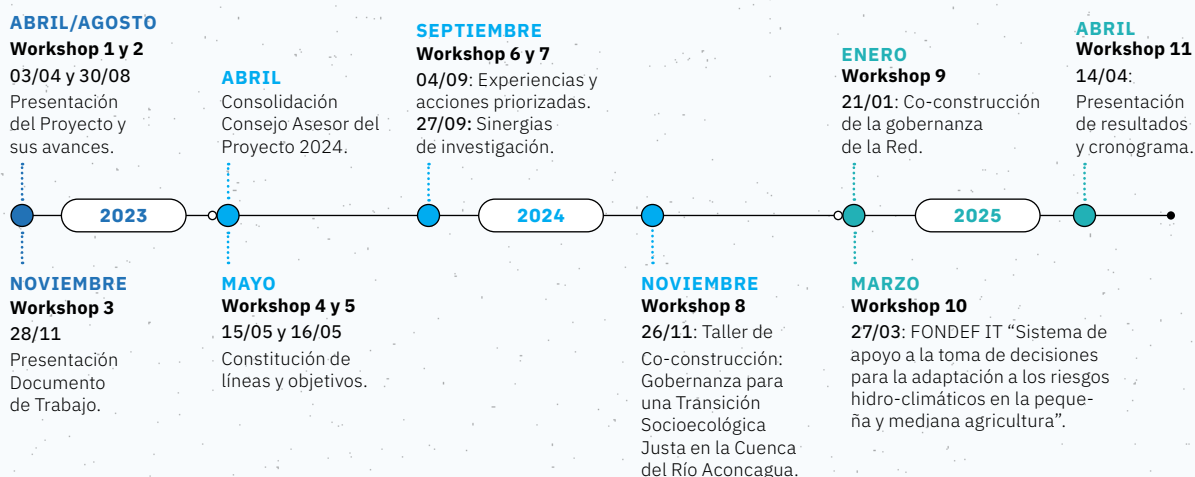 ABRIL/AGOSTO
Workshop 1 y 2
03/04 y 30/08
Presentación
del Proyecto y
sus avances.
ABRIL
Consolidación
Consejo Asesor del
Proyecto 2024.
SEPTIEMBRE
Workshop 6 y 7
04/09: Experiencias y
acciones priorizadas.
27/09: Sinergias
de investigación.
ENERO
Workshop 9
21/01: Co-construcción
de la gobernanza
de la Red.
ABRIL
Workshop 11
14/04:
Presentación
de resultados
y cronograma.
2023
2024
2025
NOVIEMBRE
Workshop 3
28/11
Presentación
Documento
de Trabajo.
MAYO
Workshop 4 y 5
15/05 y 16/05
Constitución de
líneas y objetivos.
NOVIEMBRE
Workshop 8
26/11: Taller de
Co-construcción:
Gobernanza para
una Transición
Socioecológica
Justa en la Cuenca
del Río Aconcagua.
MARZO
Workshop 10
27/03: FONDEF IT “Sistema de
apoyo a la toma de decisiones
para la adaptación a los riesgos
hidro-climáticos en la peque-
ña y mediana agricultura”.